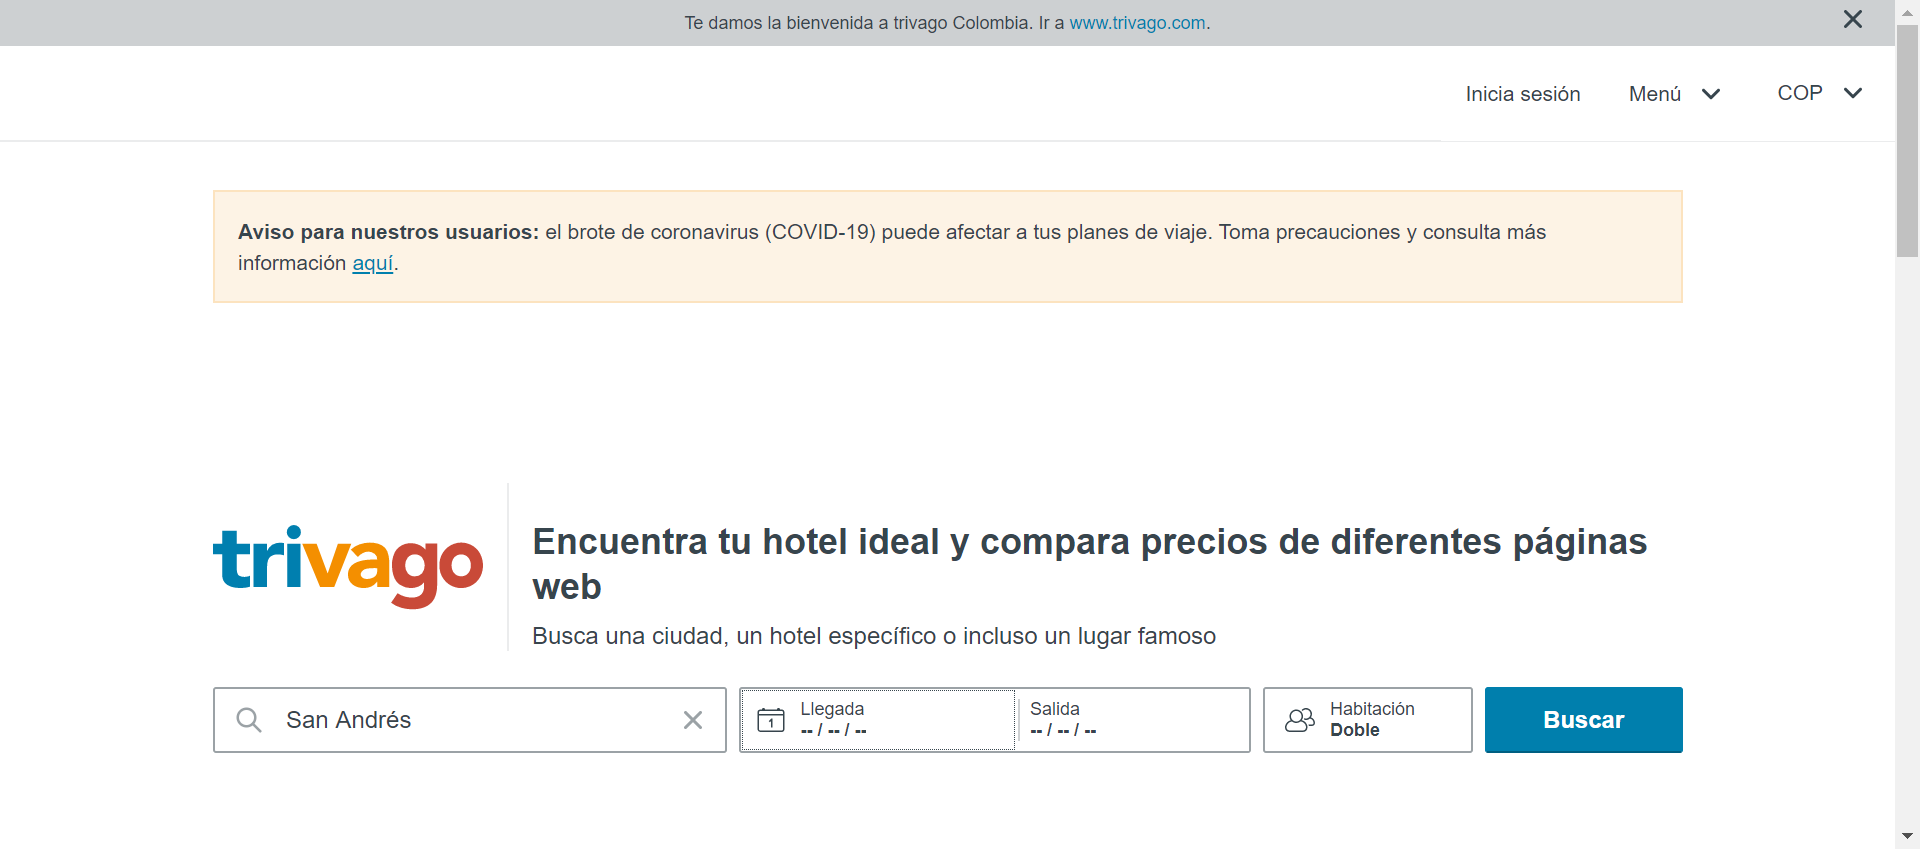 Te damos la bienvenida a trivago Colombia. Ir a www.trivago.com.
Inicia sesión Menú COP
Aviso para nuestros usuarios: el brote de coronavirus (COVID-19) puede afectar a tus planes de viaje. Toma precauciones y consulta más
información aquí.
trivago
Encuentra tu hotel ideal y compara precios de diferentes páginas
web
Busca una ciudad, un hotel específico o incluso un lugar famoso
San Andrés
1
Llegada
-- / -- / --
Salida
-- / -- / --
Habitación
Doble
Buscar